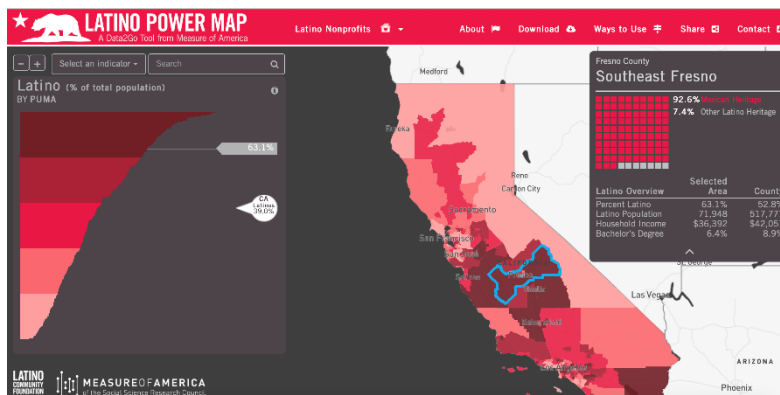 LATINO POWER MAP
A Data2Go Tool from Measure of America
Latino Nonprofits
About
Download
Ways to Use
Share
Contact
Select an indicator
Search
Latino (% of total population)
BY PUMA
63.1%
CA
Latinos
39.0%
Medford
Eureka
Reno
Carson City
Sacramento
San Francisco
San José
Fresno
Las Vegas
St. George
Los Angeles
ARIZONA
Phoenix
Fresno County
Southeast Fresno
92.6% Mexican Heritage
7.4% Other Latino Heritage
Latino Overview Selected Area
Percent Latino 63.1% 52.8%
Latino Population 71,948
Household Income $36,392
Bachelor's Degree 6.4% 8.9%
LATINO
COMMUNITY
FOUNDATION
MEASURE OF AMERICA
of the Social Science Research Council